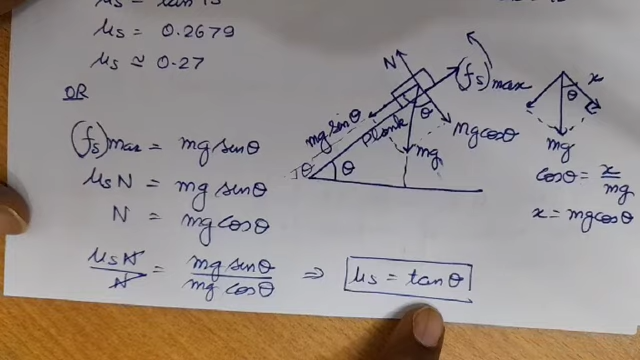 μs = tan 15
μs = 0.2679
μs ≈ 0.27
OR
(fs)max = mg sinθ
μsN = mg sinθ
N = mg cosθ
μsN/N = mg sinθ/mg cosθ ⇒ μs = tanθ
N
(fs)max
mg sinθ
plank
θ
mg cosθ
mg
θ
θ
x
θ
mg
cosθ = x/mg
x = mg cosθ